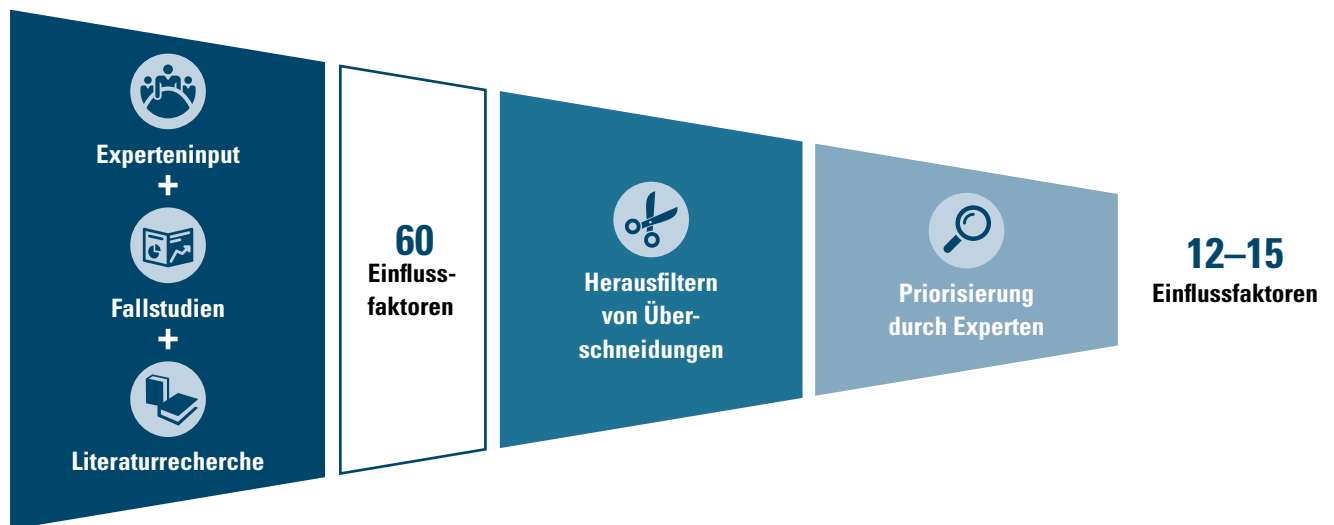 Experteninput
+
Fallstudien
+
Literaturrecherche
60
Einfluss-
faktoren
Herausfiltern
von Über-
schneidungen
Priorisierung
durch Experten
12–15
Einflussfaktoren